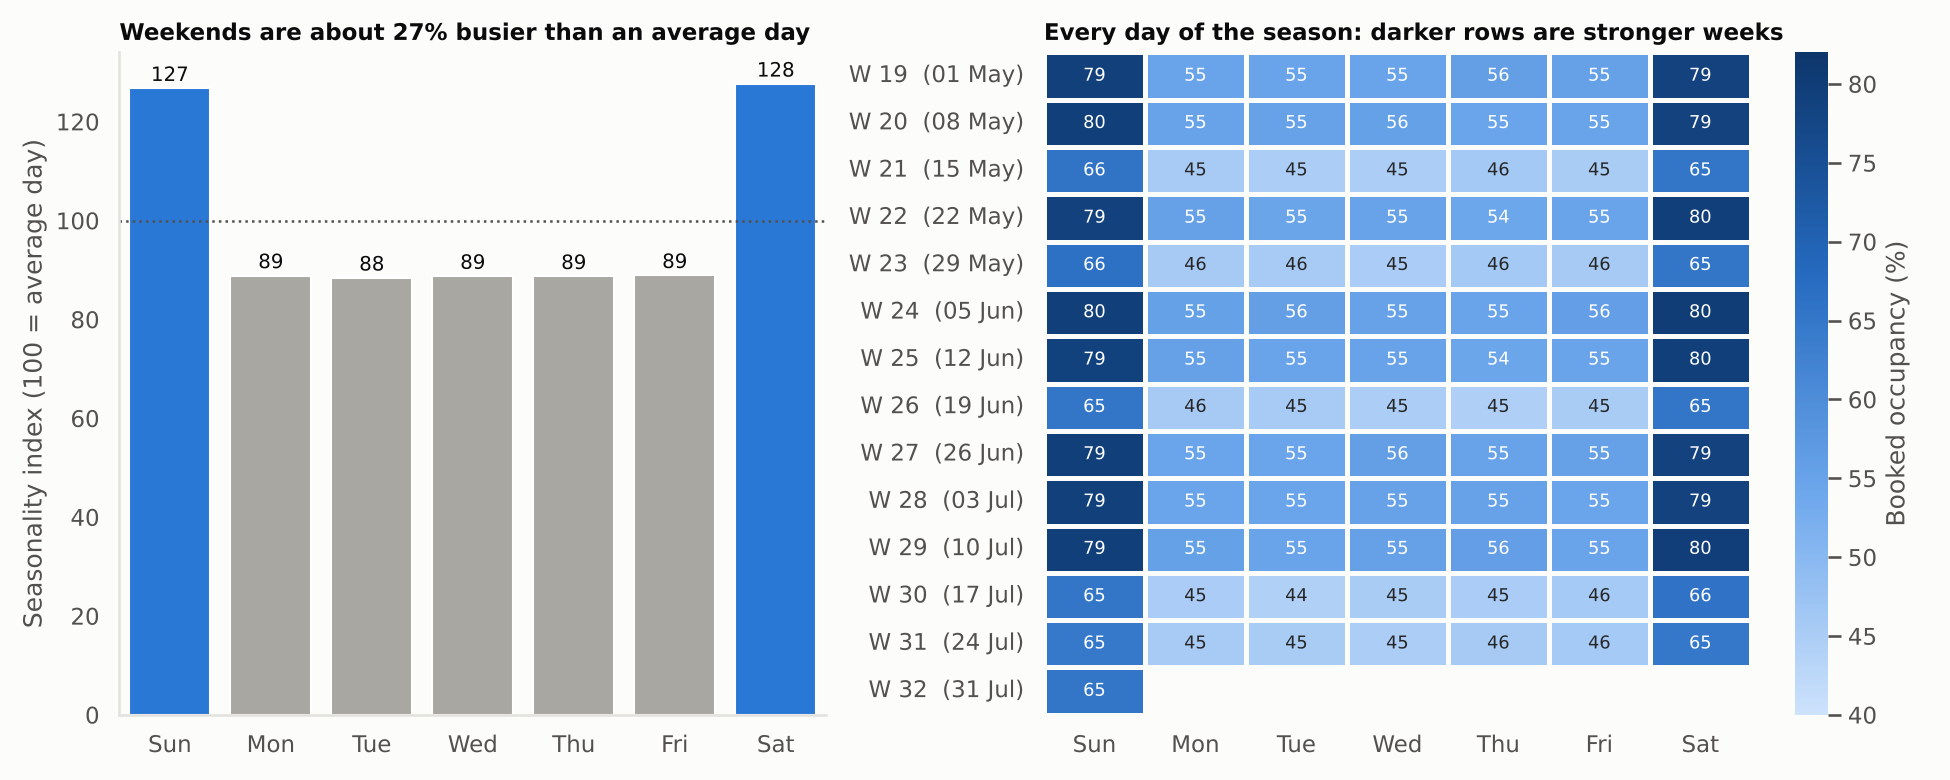 Weekends are about 27% busier than an average day
Seasonality index (100 = average day)
120
100
80
60
40
20
0
127
89
88
89
89
89
128
Sun Mon Tue Wed Thu Fri Sat
Every day of the season: darker rows are stronger weeks
W 19 (01 May) 79 55 55 55 56 55 79
W 20 (08 May) 80 55 55 56 55 55 79
W 21 (15 May) 66 45 45 45 46 45 65
W 22 (22 May) 79 55 55 55 54 55 80
W 23 (29 May) 66 46 46 45 46 46 65
W 24 (05 Jun) 80 55 56 55 55 56 80
W 25 (12 Jun) 79 55 55 55 54 55 80
W 26 (19 Jun) 65 46 45 45 45 45 65
W 27 (26 Jun) 79 55 55 56 55 55 79
W 28 (03 Jul) 79 55 55 55 55 55 79
W 29 (10 Jul) 79 55 55 55 56 55 80
W 30 (17 Jul) 65 45 44 45 45 46 66
W 31 (24 Jul) 65 45 45 45 46 46 65
W 32 (31 Jul) 65
Sun Mon Tue Wed Thu Fri Sat
80
75
70
65
60
55
50
45
40
Booked occupancy (%)